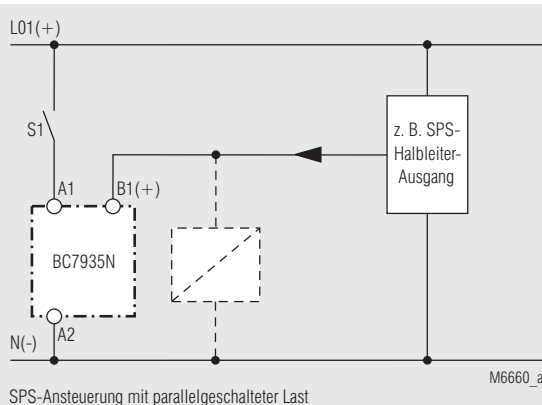 L01(+)
S1
z. B. SPS-
Halbleiter-
Ausgang
A1
B1(+)
BC7935N
A2
N(-)
M6660_a
SPS-Ansteuerung mit parallelgeschalteter Last